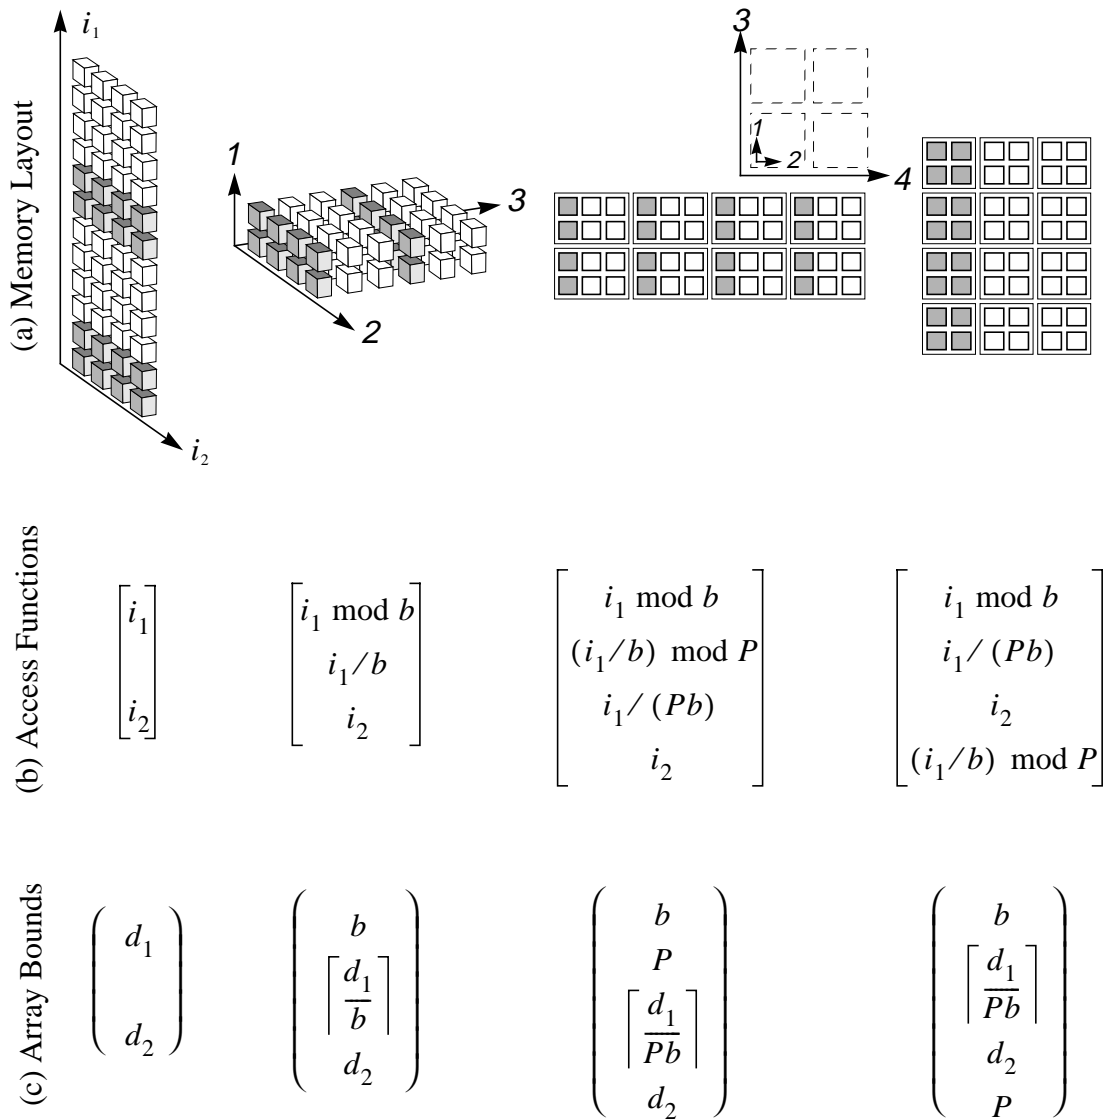 (a) Memory Layout
i₁
i₂
1
2
3
3
1
2
4
(b) Access Functions
i₁
i₂
i₁ mod b
i₁/b
i₂
i₁ mod b
(i₁/b) mod P
i₁/(Pb)
i₂
i₁ mod b
i₁/(Pb)
i₂
(i₁/b) mod P
(c) Array Bounds
d₁
d₂
b
⌈d₁/b⌉
d₂
b
P
⌈d₁/Pb⌉
d₂
b
⌈d₁/Pb⌉
d₂
P